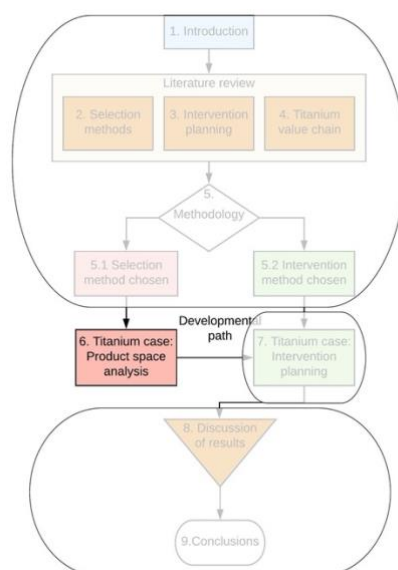 1. Introduction
Literature review
2. Selection
methods
3. Intervention
planning
4. Titanium
value chain
5.
Methodology
5.1 Selection
method chosen
5.2 Intervention
method chosen
Developmental
path
6. Titanium case:
Product space
analysis
7. Titanium case:
Intervention
planning
8. Discussion
of results
9.Conclusions